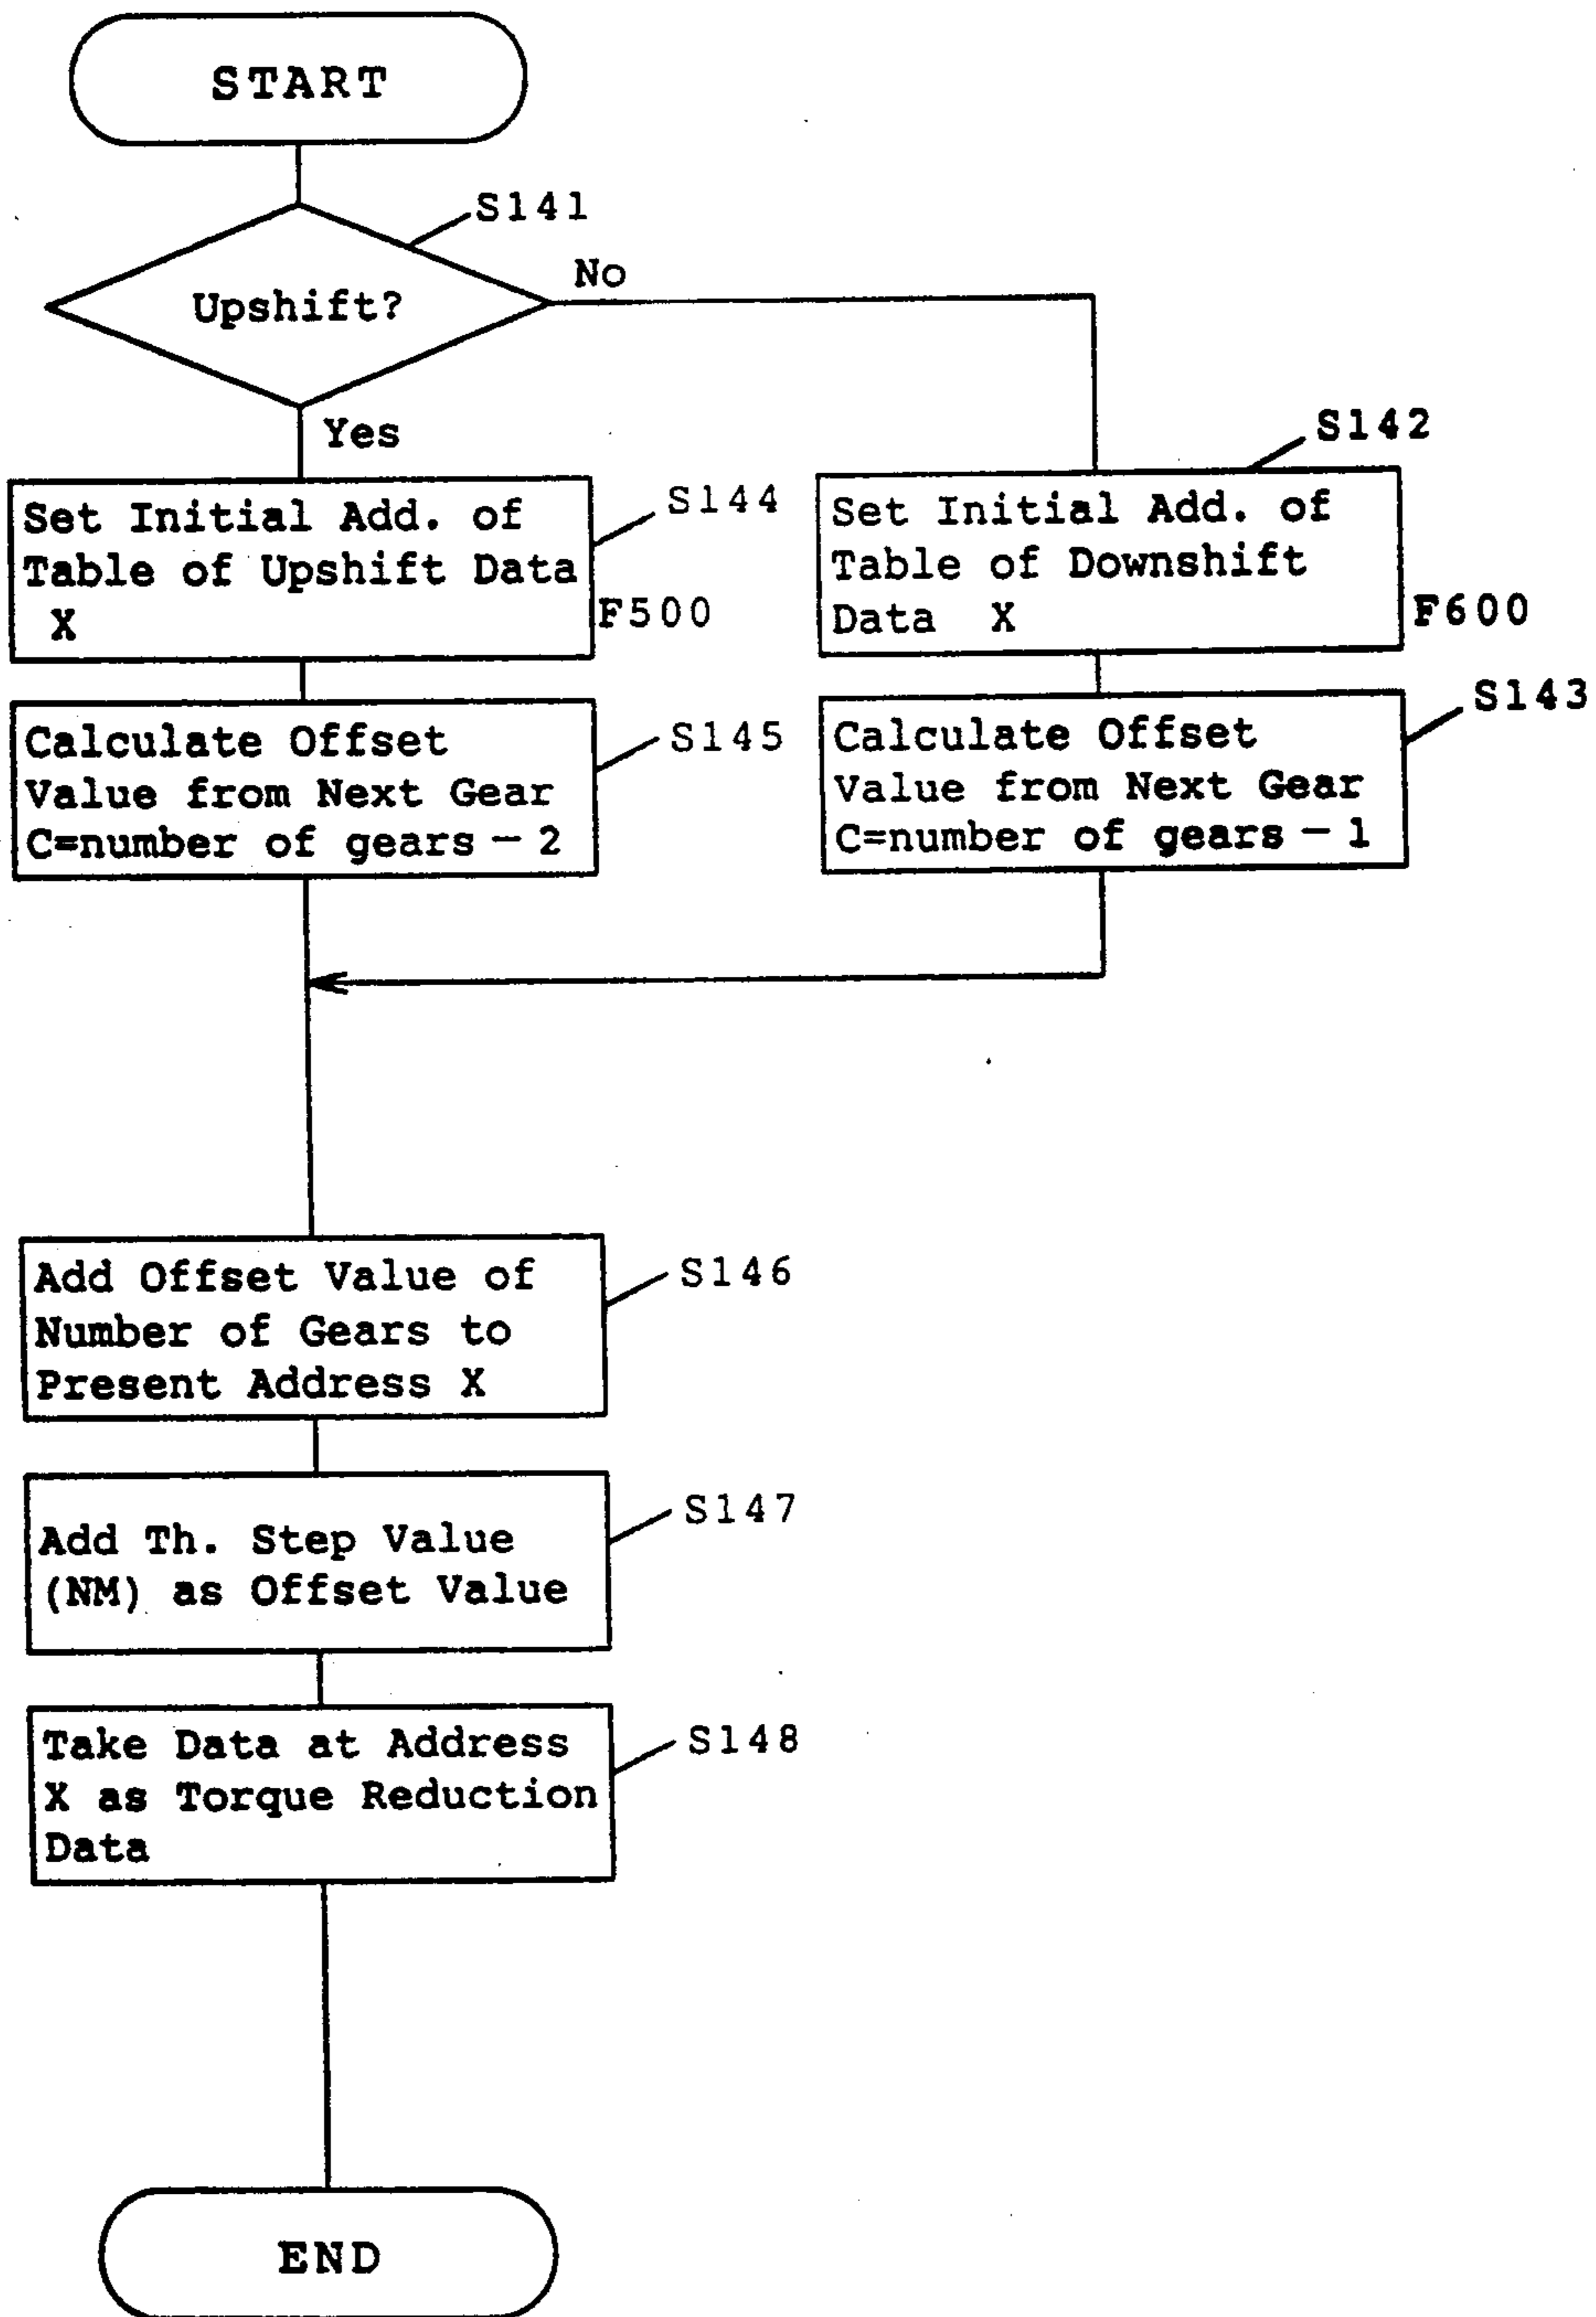 START
S141
Upshift?
No
Yes
S142
Set Initial Add. of
Table of Upshift Data
X
S144
F500
Set Initial Add. of
Table of Downshift
Data X
F600
Calculate Offset
Value from Next Gear
C=number of gears－2
S145
Calculate Offset
Value from Next Gear
C=number of gears－1
S143
Add Offset Value of
Number of Gears to
Present Address X
S146
Add Th. Step Value
(NM) as Offset Value
S147
Take Data at Address
X as Torque Reduction
Data
S148
END